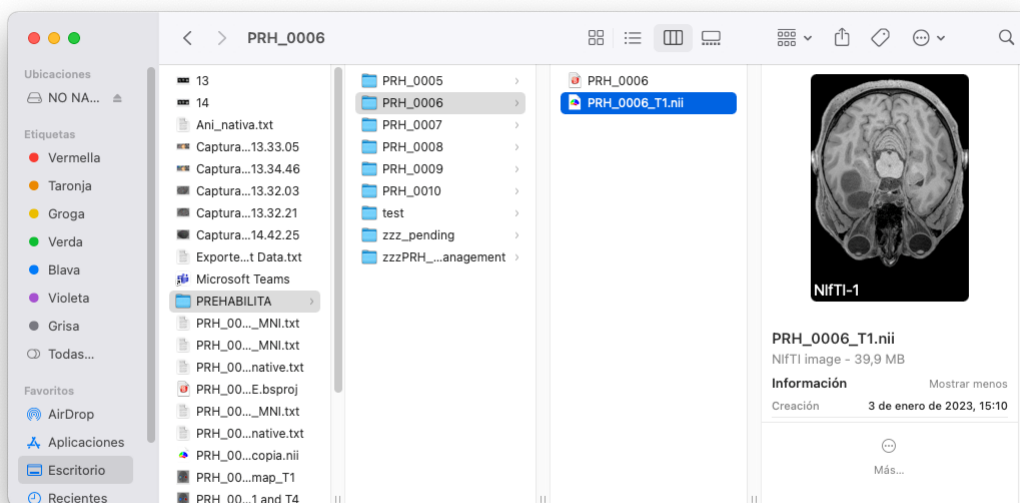 PRH_0006
Ubicaciones
NO NA...
Etiquetas
Vermella
Taronja
Groga
Verda
Blava
Violeta
Grisa
Todas...
Favoritos
AirDrop
Aplicaciones
Escritorio
Recientes
13
14
Ani_nativa.txt
Captura...13.33.05
Captura...13.34.46
Captura...13.32.03
Captura...13.32.21
Captura...14.42.25
Exporte...t Data.txt
Microsoft Teams
PREHABILITA
PRH_00..._MNI.txt
PRH_00..._MNI.txt
PRH_00...native.txt
PRH_00...E.bsproj
PRH_00..._MNI.txt
PRH_00...native.txt
PRH_00...copia.nii
PRH_00...map_T1
PRH_00...1 and T4
PRH_0005
PRH_0006
PRH_0007
PRH_0008
PRH_0009
PRH_0010
test
zzz_pending
zzzPRH_...anagement
PRH_0006
PRH_0006_T1.nii
NIfTI-1
PRH_0006_T1.nii
NIfTI image - 39,9 MB
Información Mostrar menos
Creación 3 de enero de 2023, 15:10
Más...